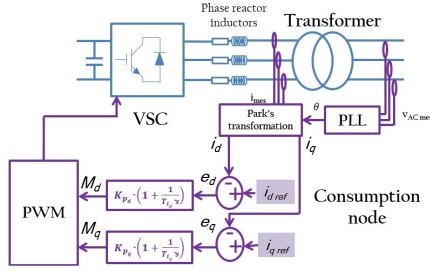 Phase reactor
inductors
Transformer
VSC
i_mes
Park's
transformation
θ
PLL
v_AC mes
i_d
i_q
PWM
M_d
K_pd·(1 + 1/T_id·s)
e_d
i_d ref
Consumption
node
M_q
K_pq·(1 + 1/T_iq·s)
e_q
i_q ref